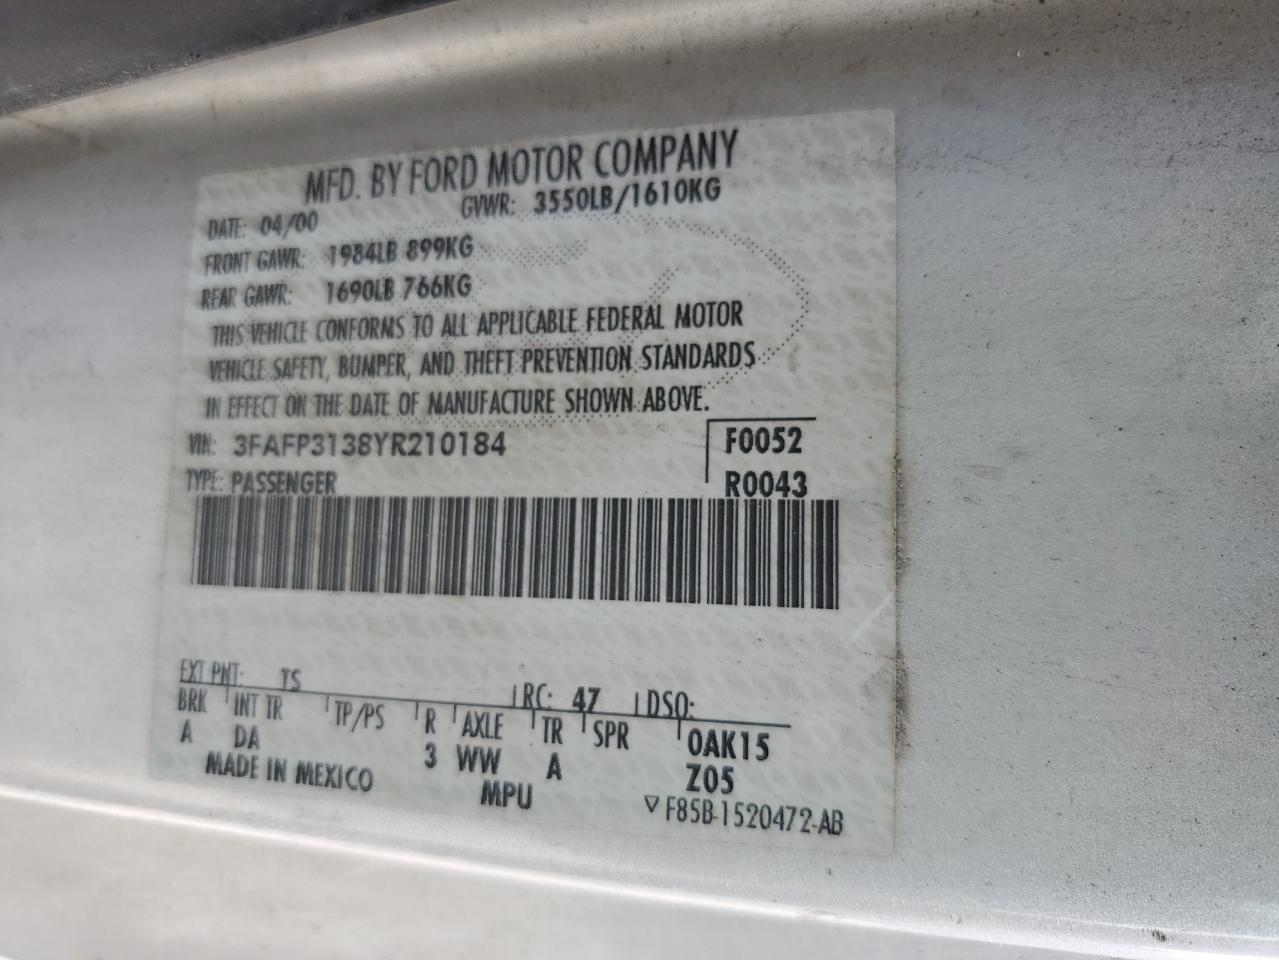 MFD. BY FORD MOTOR COMPANY
DATE: 04/00 GVWR: 3550LB/1610KG
FRONT GAWR: 1984LB 899KG
REAR GAWR: 1690LB 766KG
THIS VEHICLE CONFORMS TO ALL APPLICABLE FEDERAL MOTOR
VEHICLE SAFETY, BUMPER, AND THEFT PREVENTION STANDARDS
IN EFFECT ON THE DATE OF MANUFACTURE SHOWN ABOVE.
VIN: 3FAFP3138YR210184 F0052
TYPE: PASSENGER R0043
EXT PNT: TS RC: 47 DSO:
BRK INT TR TP/PS R AXLE TR SPR 0AK15
A DA 3 WW A Z05
MADE IN MEXICO MPU ▽F85B-1520472-AB